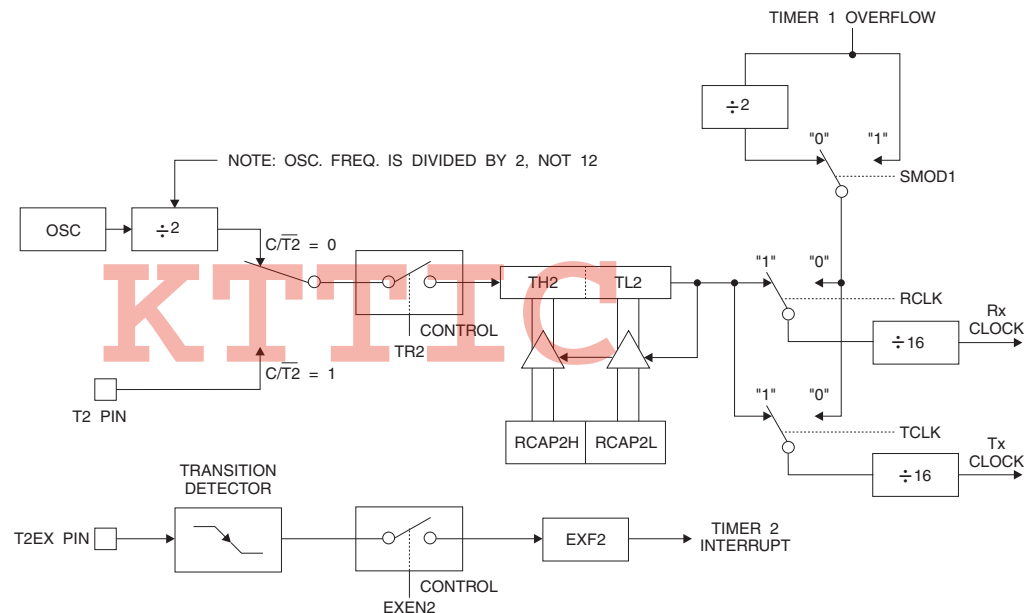 TIMER 1 OVERFLOW
÷2
"0"
"1"
SMOD1
NOTE: OSC. FREQ. IS DIVIDED BY 2, NOT 12
OSC
÷2
C/T2 = 0
TH2
TL2
"1"
"0"
RCLK
Rx
CLOCK
÷16
CONTROL
TR2
KTTIC
C/T2 = 1
T2 PIN
RCAP2H
RCAP2L
"1"
"0"
TCLK
Tx
CLOCK
÷16
TRANSITION
DETECTOR
T2EX PIN
EXF2
TIMER 2
INTERRUPT
CONTROL
EXEN2